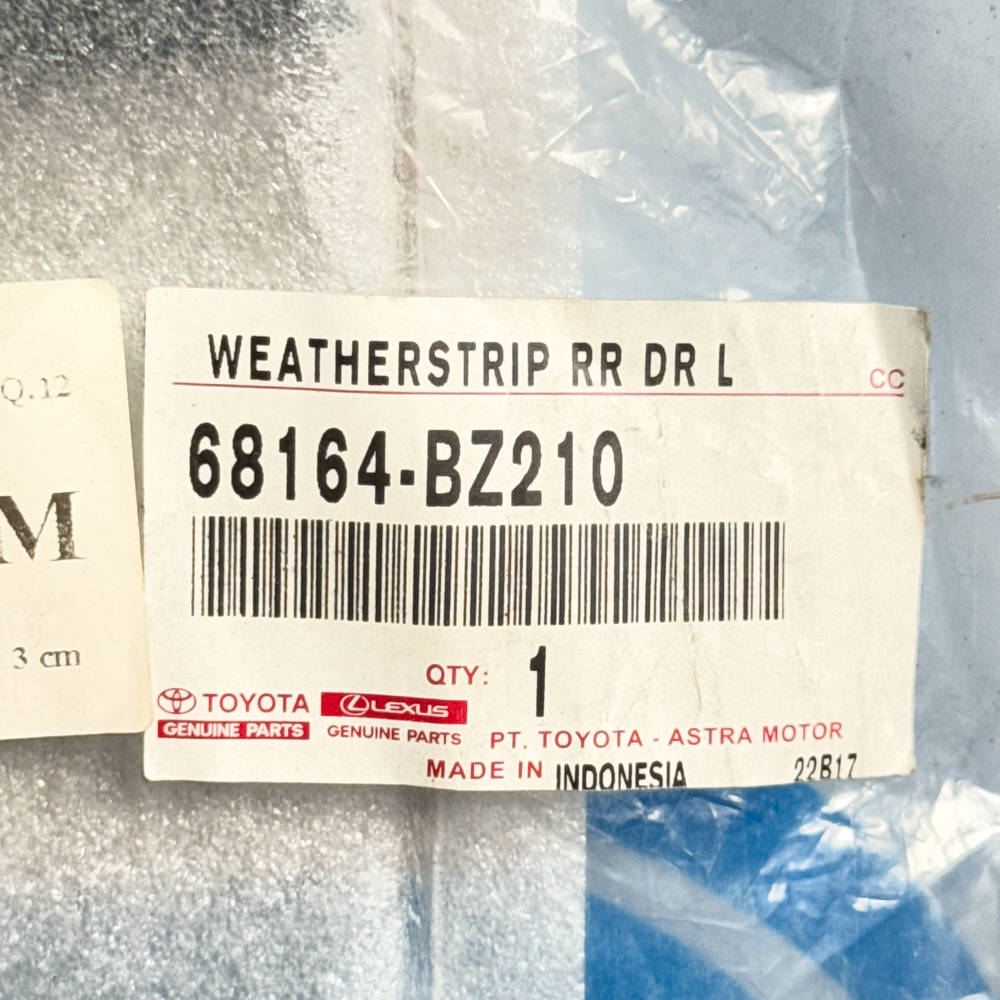 WEATHERSTRIP RR DR L
CC
68164-BZ210
QTY: 1
TOYOTA
GENUINE PARTS
LEXUS
GENUINE PARTS
PT. TOYOTA - ASTRA MOTOR
MADE IN INDONESIA
22B17
Q.12
M
3 cm